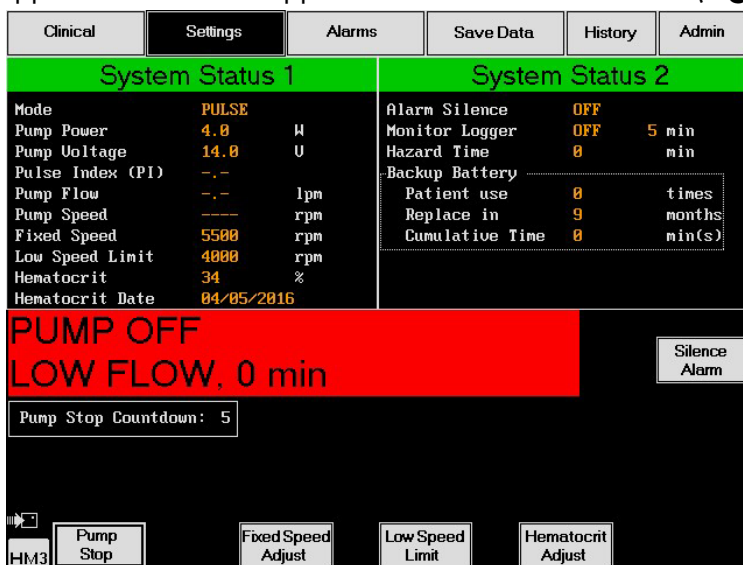 Clinical Settings Alarms Save Data History Admin
System Status 1
Mode PULSE
Pump Power 4.0 W
Pump Voltage 14.0 V
Pulse Index (PI) -.-
Pump Flow -.- lpm
Pump Speed ---- rpm
Fixed Speed 5500 rpm
Low Speed Limit 4000 rpm
Hematocrit 34 %
Hematocrit Date 04/05/2016
System Status 2
Alarm Silence OFF
Monitor Logger OFF 5 min
Hazard Time 0 min
Backup Battery
Patient use 0 times
Replace in 9 months
Cumulative Time 0 min(s)
PUMP OFF
LOW FLOW, 0 min
Silence
Alarm
Pump Stop Countdown: 5
HM3
Pump
Stop
Fixed Speed
Adjust
Low Speed
Limit
Hematocrit
Adjust